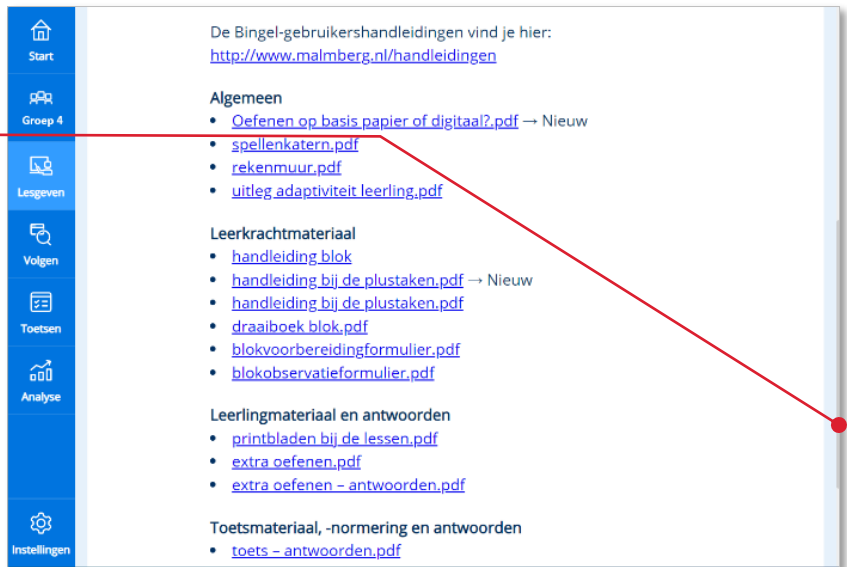 Start
Groep 4
Lesgeven
Volgen
Toetsen
Analyse
Instellingen
De Bingel-gebruikershandleidingen vind je hier:
http://www.malmberg.nl/handleidingen
Algemeen
• Oefenen op basis papier of digitaal?.pdf → Nieuw
• spellenkatern.pdf
• rekenmuur.pdf
• uitleg adaptiviteit leerling.pdf
Leerkrachtmateriaal
• handleiding blok
• handleiding bij de plustaken.pdf → Nieuw
• handleiding bij de plustaken.pdf
• draaiboek blok.pdf
• blokvoorbereidingformulier.pdf
• blokobservatieformulier.pdf
Leerlingmateriaal en antwoorden
• printbladen bij de lessen.pdf
• extra oefenen.pdf
• extra oefenen – antwoorden.pdf
Toetsmateriaal, -normering en antwoorden
• toets – antwoorden.pdf